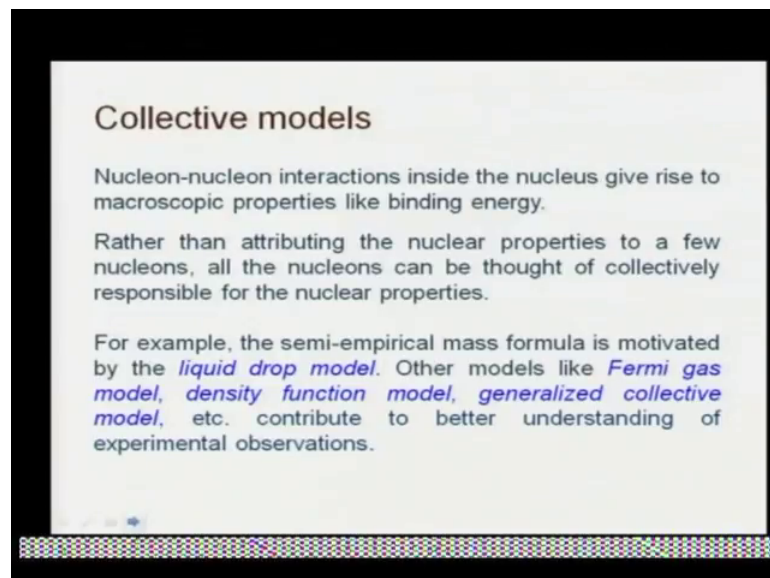 Collective models
Nucleon-nucleon interactions inside the nucleus give rise to
macroscopic properties like binding energy.
Rather than attributing the nuclear properties to a few
nucleons, all the nucleons can be thought of collectively
responsible for the nuclear properties.
For example, the semi-empirical mass formula is motivated
by the liquid drop model. Other models like Fermi gas
model, density function model, generalized collective
model, etc. contribute to better understanding of
experimental observations.